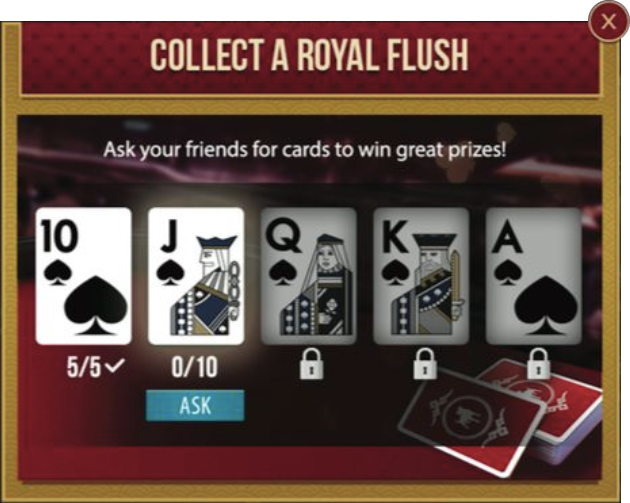 X
COLLECT A ROYAL FLUSH
Ask your friends for cards to win great prizes!
10 J Q K A
5/5✓ 0/10
ASK